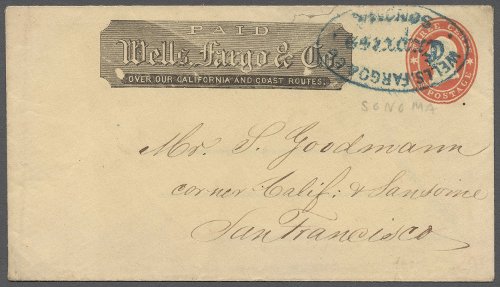 PAID
Wells, Fargo & Co
OVER OUR CALIFORNIA AND COAST ROUTES.
WELLS, FARGO & CO
SONOMA
THREE CENTS
POSTAGE
SONOMA
Mr. S. Goodmann
corner Calif: & Sansome
San Francisco